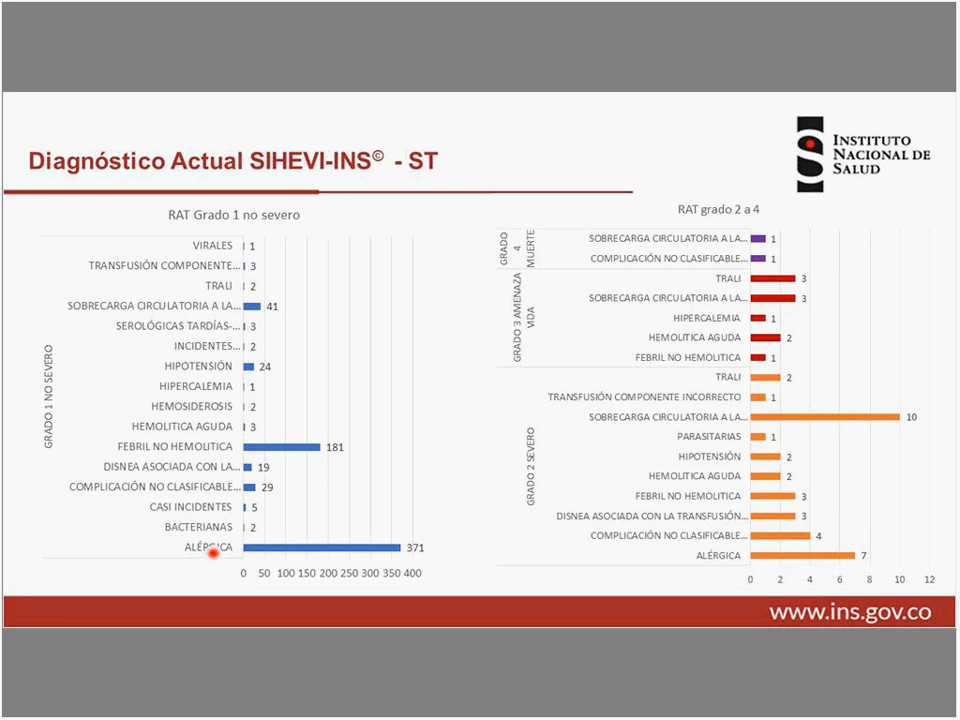 Diagnóstico Actual SIHEVI-INS© - ST
INSTITUTO
NACIONAL DE
SALUD
RAT Grado 1 no severo
GRADO 1 NO SEVERO
VIRALES 1
TRANSFUSIÓN COMPONENTE... 3
TRALI 2
SOBRECARGA CIRCULATORIA A LA... 41
SEROLÓGICAS TARDÍAS-... 3
INCIDENTES... 2
HIPOTENSIÓN 24
HIPERCALEMIA 1
HEMOSIDEROSIS 2
HEMOLITICA AGUDA 3
FEBRIL NO HEMOLITICA 181
DISNEA ASOCIADA CON LA... 19
COMPLICACIÓN NO CLASIFICABLE... 29
CASI INCIDENTES 5
BACTERIANAS 2
ALÉRGICA 371
0 50 100 150 200 250 300 350 400
RAT grado 2 a 4
GRADO
4
MUERTE
SOBRECARGA CIRCULATORIA A LA... 1
COMPLICACIÓN NO CLASIFICABLE... 1
GRADO 3 AMENAZA
VIDA
TRALI 3
SOBRECARGA CIRCULATORIA A LA... 3
HIPERCALEMIA 1
HEMOLITICA AGUDA 2
FEBRIL NO HEMOLITICA 1
GRADO 2 SEVERO
TRALI 2
TRANSFUSIÓN COMPONENTE INCORRECTO 1
SOBRECARGA CIRCULATORIA A LA... 10
PARASITARIAS 1
HIPOTENSIÓN 2
HEMOLITICA AGUDA 2
FEBRIL NO HEMOLITICA 3
DISNEA ASOCIADA CON LA TRANSFUSIÓN... 3
COMPLICACIÓN NO CLASIFICABLE... 4
ALÉRGICA 7
0 2 4 6 8 10 12
www.ins.gov.co